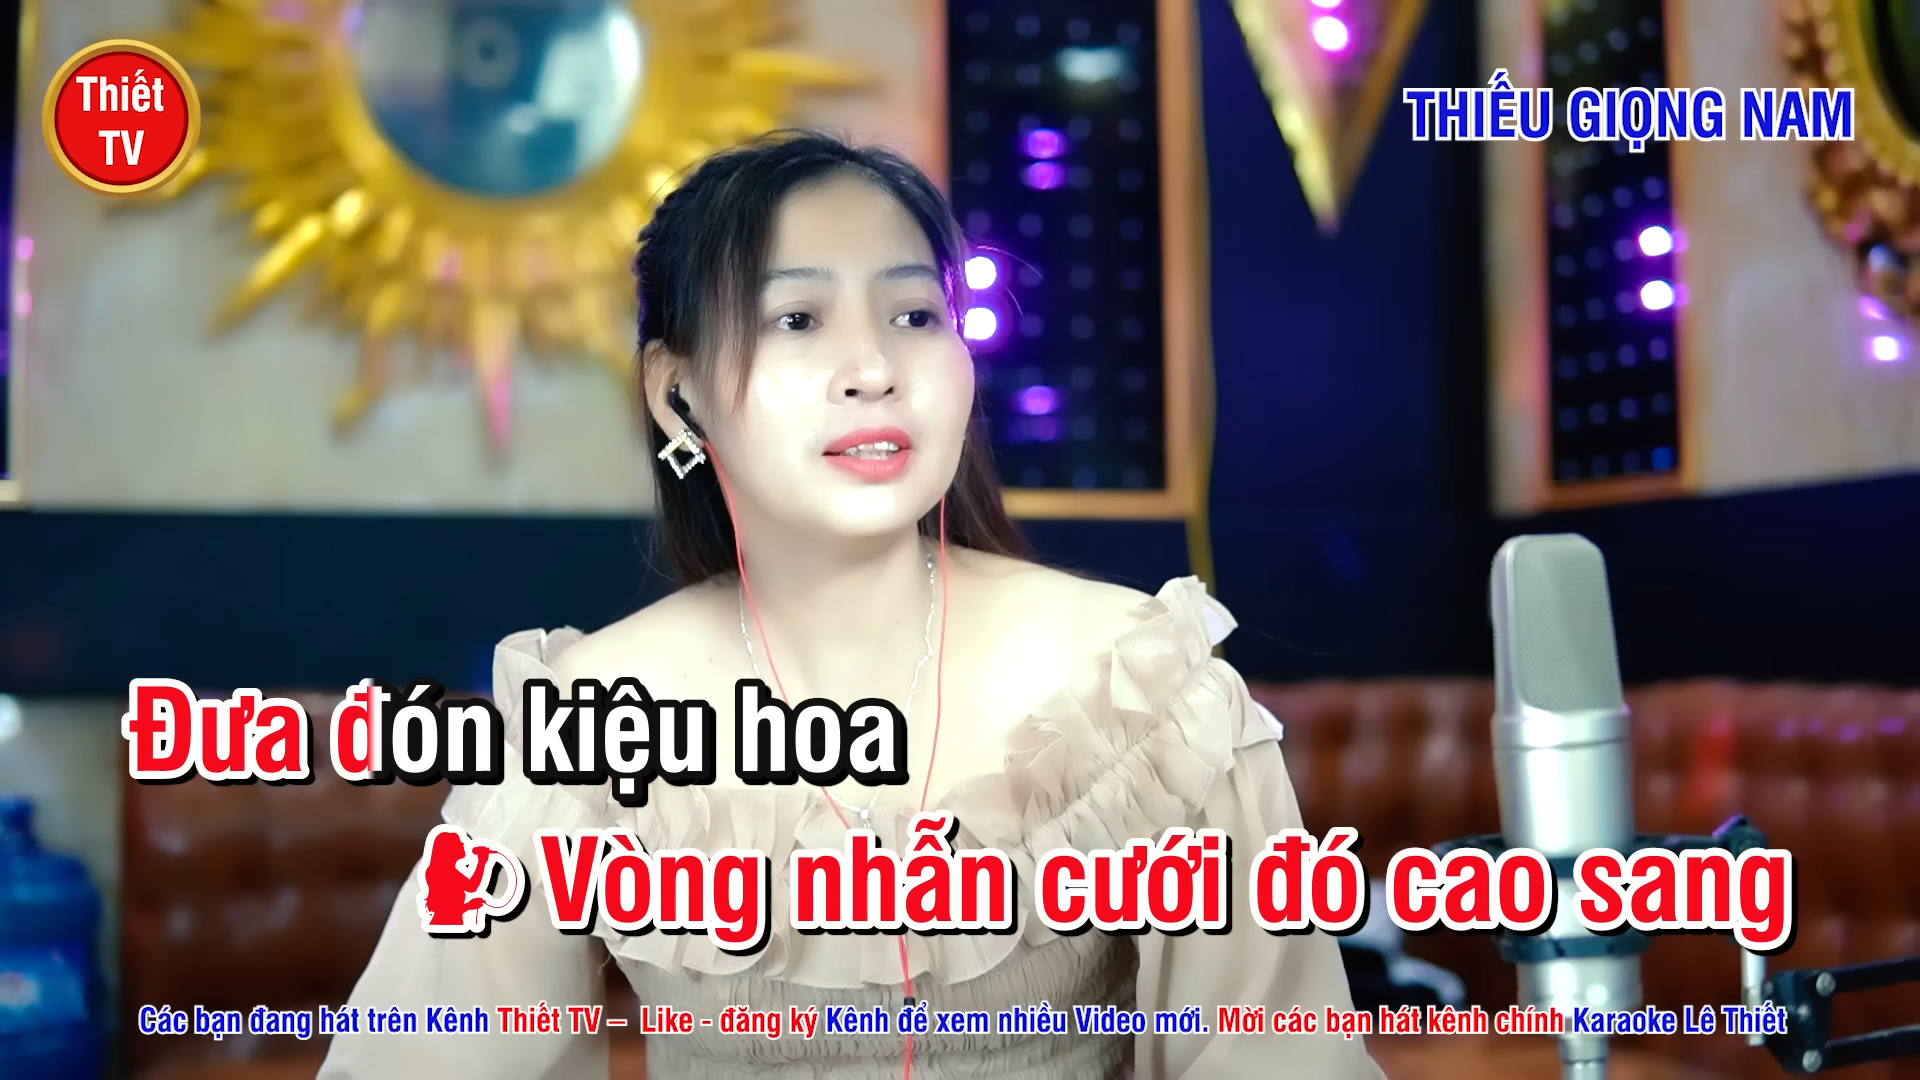 Thiết
TV
THIẾU GIỌNG NAM
Đưa đón kiệu hoa
Vòng nhẫn cưới đó cao sang
Các bạn đang hát trên Kênh Thiết TV – Like - đăng ký Kênh để xem nhiều Video mới. Mời các bạn hát kênh chính Karaoke Lê Thiết